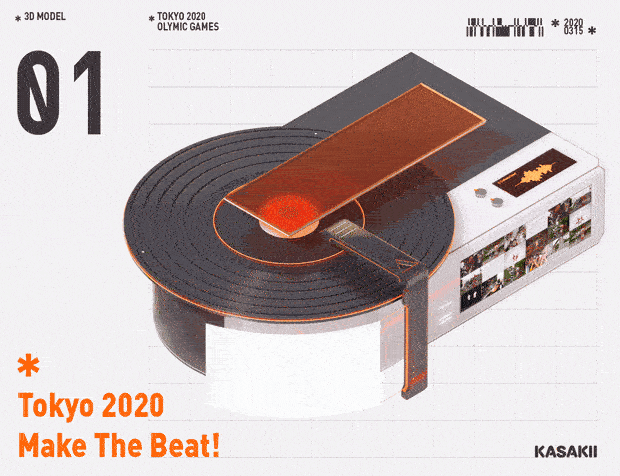 * 3D MODEL
* TOKYO 2020
OLYMIC GAMES
* 2020
0315 *
01
*
Tokyo 2020
Make The Beat!
KASAKII